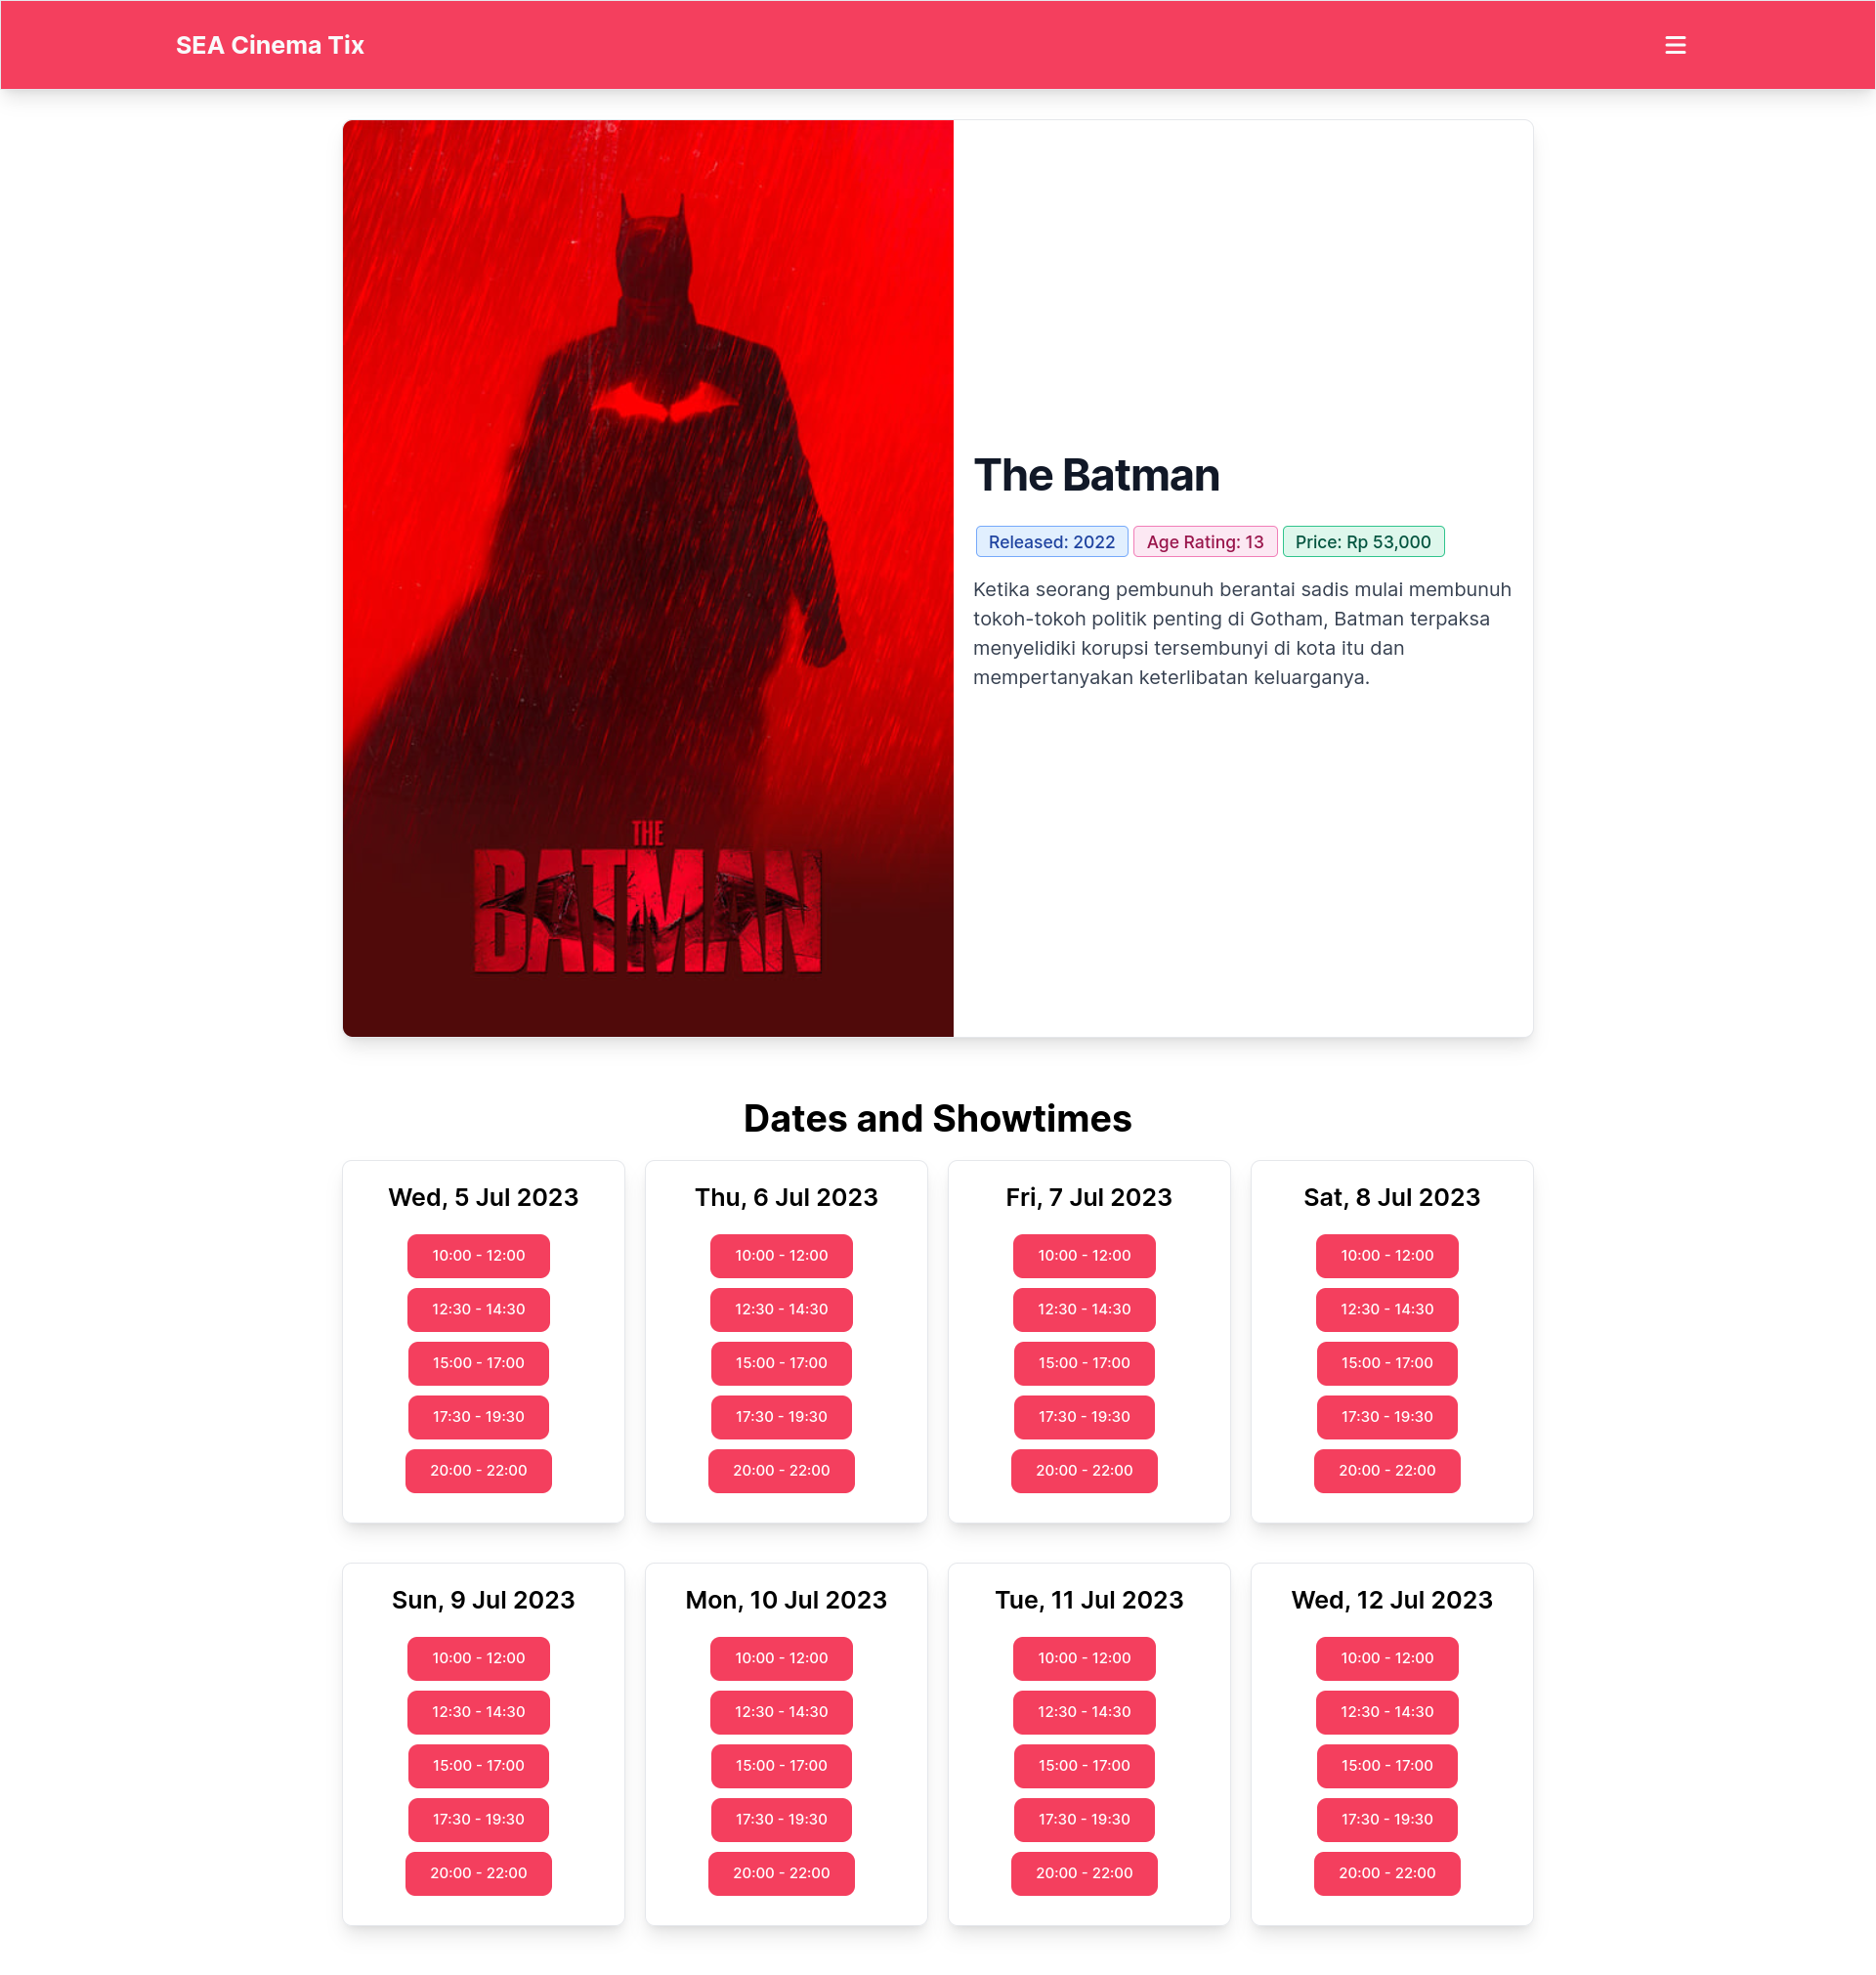 SEA Cinema Tix
THE
BATMAN
The Batman
Released: 2022 Age Rating: 13 Price: Rp 53,000
Ketika seorang pembunuh berantai sadis mulai membunuh
tokoh-tokoh politik penting di Gotham, Batman terpaksa
menyelidiki korupsi tersembunyi di kota itu dan
mempertanyakan keterlibatan keluarganya.
Dates and Showtimes
Wed, 5 Jul 2023
10:00 - 12:00
12:30 - 14:30
15:00 - 17:00
17:30 - 19:30
20:00 - 22:00
Thu, 6 Jul 2023
10:00 - 12:00
12:30 - 14:30
15:00 - 17:00
17:30 - 19:30
20:00 - 22:00
Fri, 7 Jul 2023
10:00 - 12:00
12:30 - 14:30
15:00 - 17:00
17:30 - 19:30
20:00 - 22:00
Sat, 8 Jul 2023
10:00 - 12:00
12:30 - 14:30
15:00 - 17:00
17:30 - 19:30
20:00 - 22:00
Sun, 9 Jul 2023
10:00 - 12:00
12:30 - 14:30
15:00 - 17:00
17:30 - 19:30
20:00 - 22:00
Mon, 10 Jul 2023
10:00 - 12:00
12:30 - 14:30
15:00 - 17:00
17:30 - 19:30
20:00 - 22:00
Tue, 11 Jul 2023
10:00 - 12:00
12:30 - 14:30
15:00 - 17:00
17:30 - 19:30
20:00 - 22:00
Wed, 12 Jul 2023
10:00 - 12:00
12:30 - 14:30
15:00 - 17:00
17:30 - 19:30
20:00 - 22:00